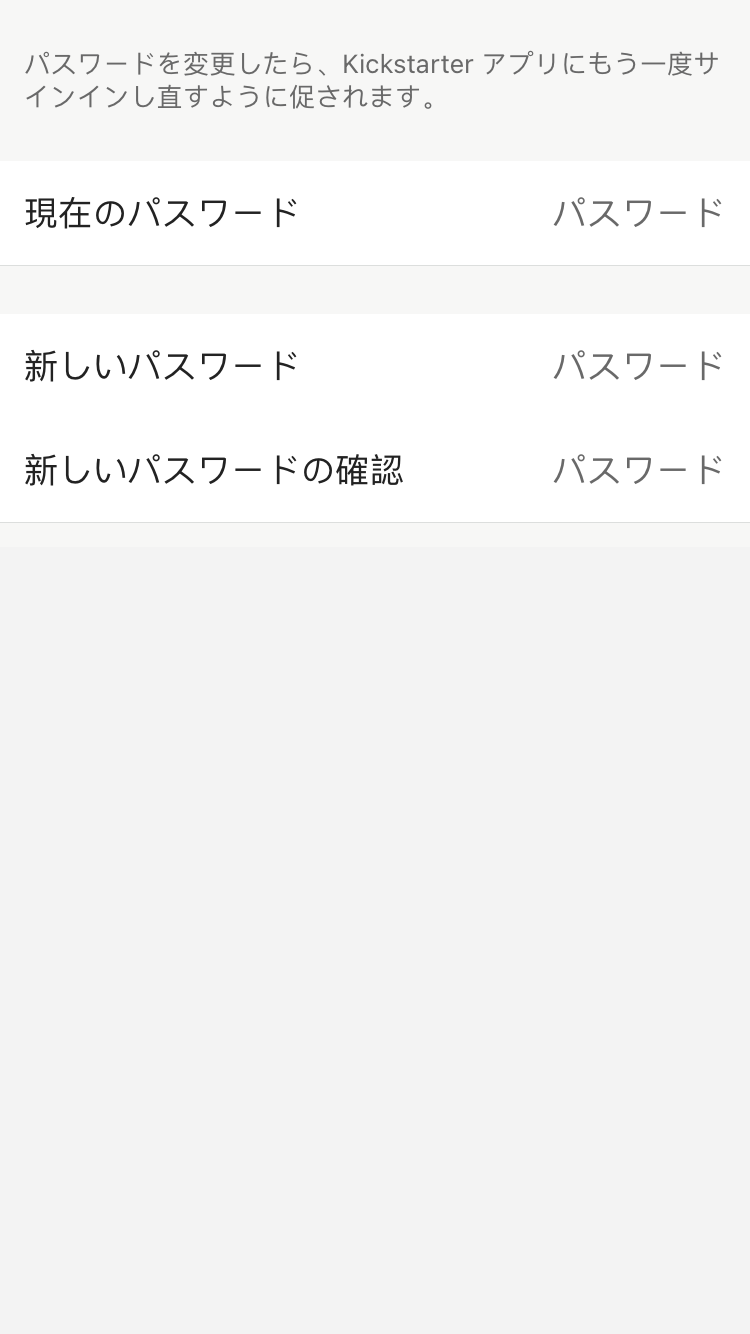 パスワードを変更したら、Kickstarter アプリにもう一度サ
インインし直すように促されます。
現在のパスワード パスワード
新しいパスワード パスワード
新しいパスワードの確認 パスワード